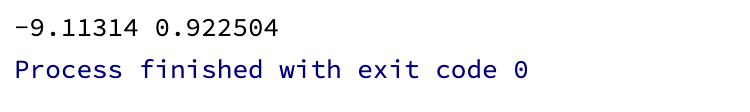 -9.11314 0.922504
Process finished with exit code 0